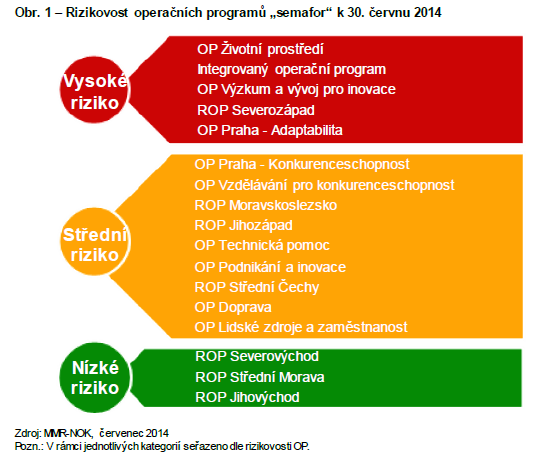 Obr. 1 – Rizikovost operačních programů „semafor“ k 30. červnu 2014
Vysoké
riziko
OP Životní prostředí
Integrovaný operační program
OP Výzkum a vývoj pro inovace
ROP Severozápad
OP Praha - Adaptabilita
Střední
riziko
OP Praha - Konkurenceschopnost
OP Vzdělávání pro konkurenceschopnost
ROP Moravskoslezsko
ROP Jihozápad
OP Technická pomoc
OP Podnikání a inovace
ROP Střední Čechy
OP Doprava
OP Lidské zdroje a zaměstnanost
Nízké
riziko
ROP Severovýchod
ROP Střední Morava
ROP Jihovýchod
Zdroj: MMR-NOK, červenec 2014
Pozn.: V rámci jednotlivých kategorií seřazeno dle rizikovosti OP.